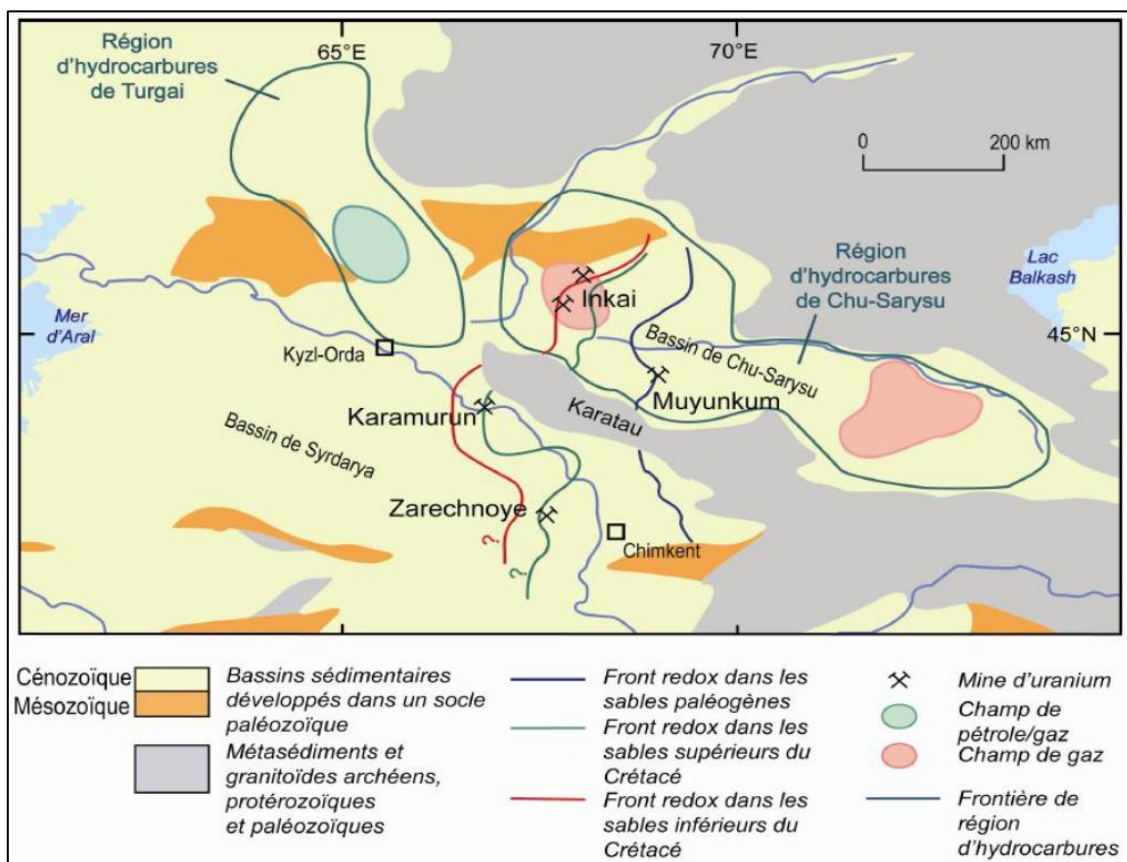 Région
d'hydrocarbures
de Turgai
65°E
70°E
0
200 km
Lac
Balkash
Région
d'hydrocarbures
de Chu-Sarysu
Inkai
Mer
d'Aral
45°N
Kyzl-Orda
Bassin de Chu-Sarysu
Muyunkum
Karamurun
Karatau
Bassin de Syrdarya
Zarechnoye
?
Chimkent
?
Cénozoïque
Mésozoïque
Bassins sédimentaires
développés dans un socle
paléozoïque
Métasédiments et
granitoïdes archéens,
protérozoïques
et paléozoïques
Front redox dans les
sables paléogènes
Front redox dans les
sables supérieurs du
Crétacé
Front redox dans les
sables inférieurs du
Crétacé
Mine d'uranium
Champ de
pétrole/gaz
Champ de gaz
Frontière de
région
d'hydrocarbures